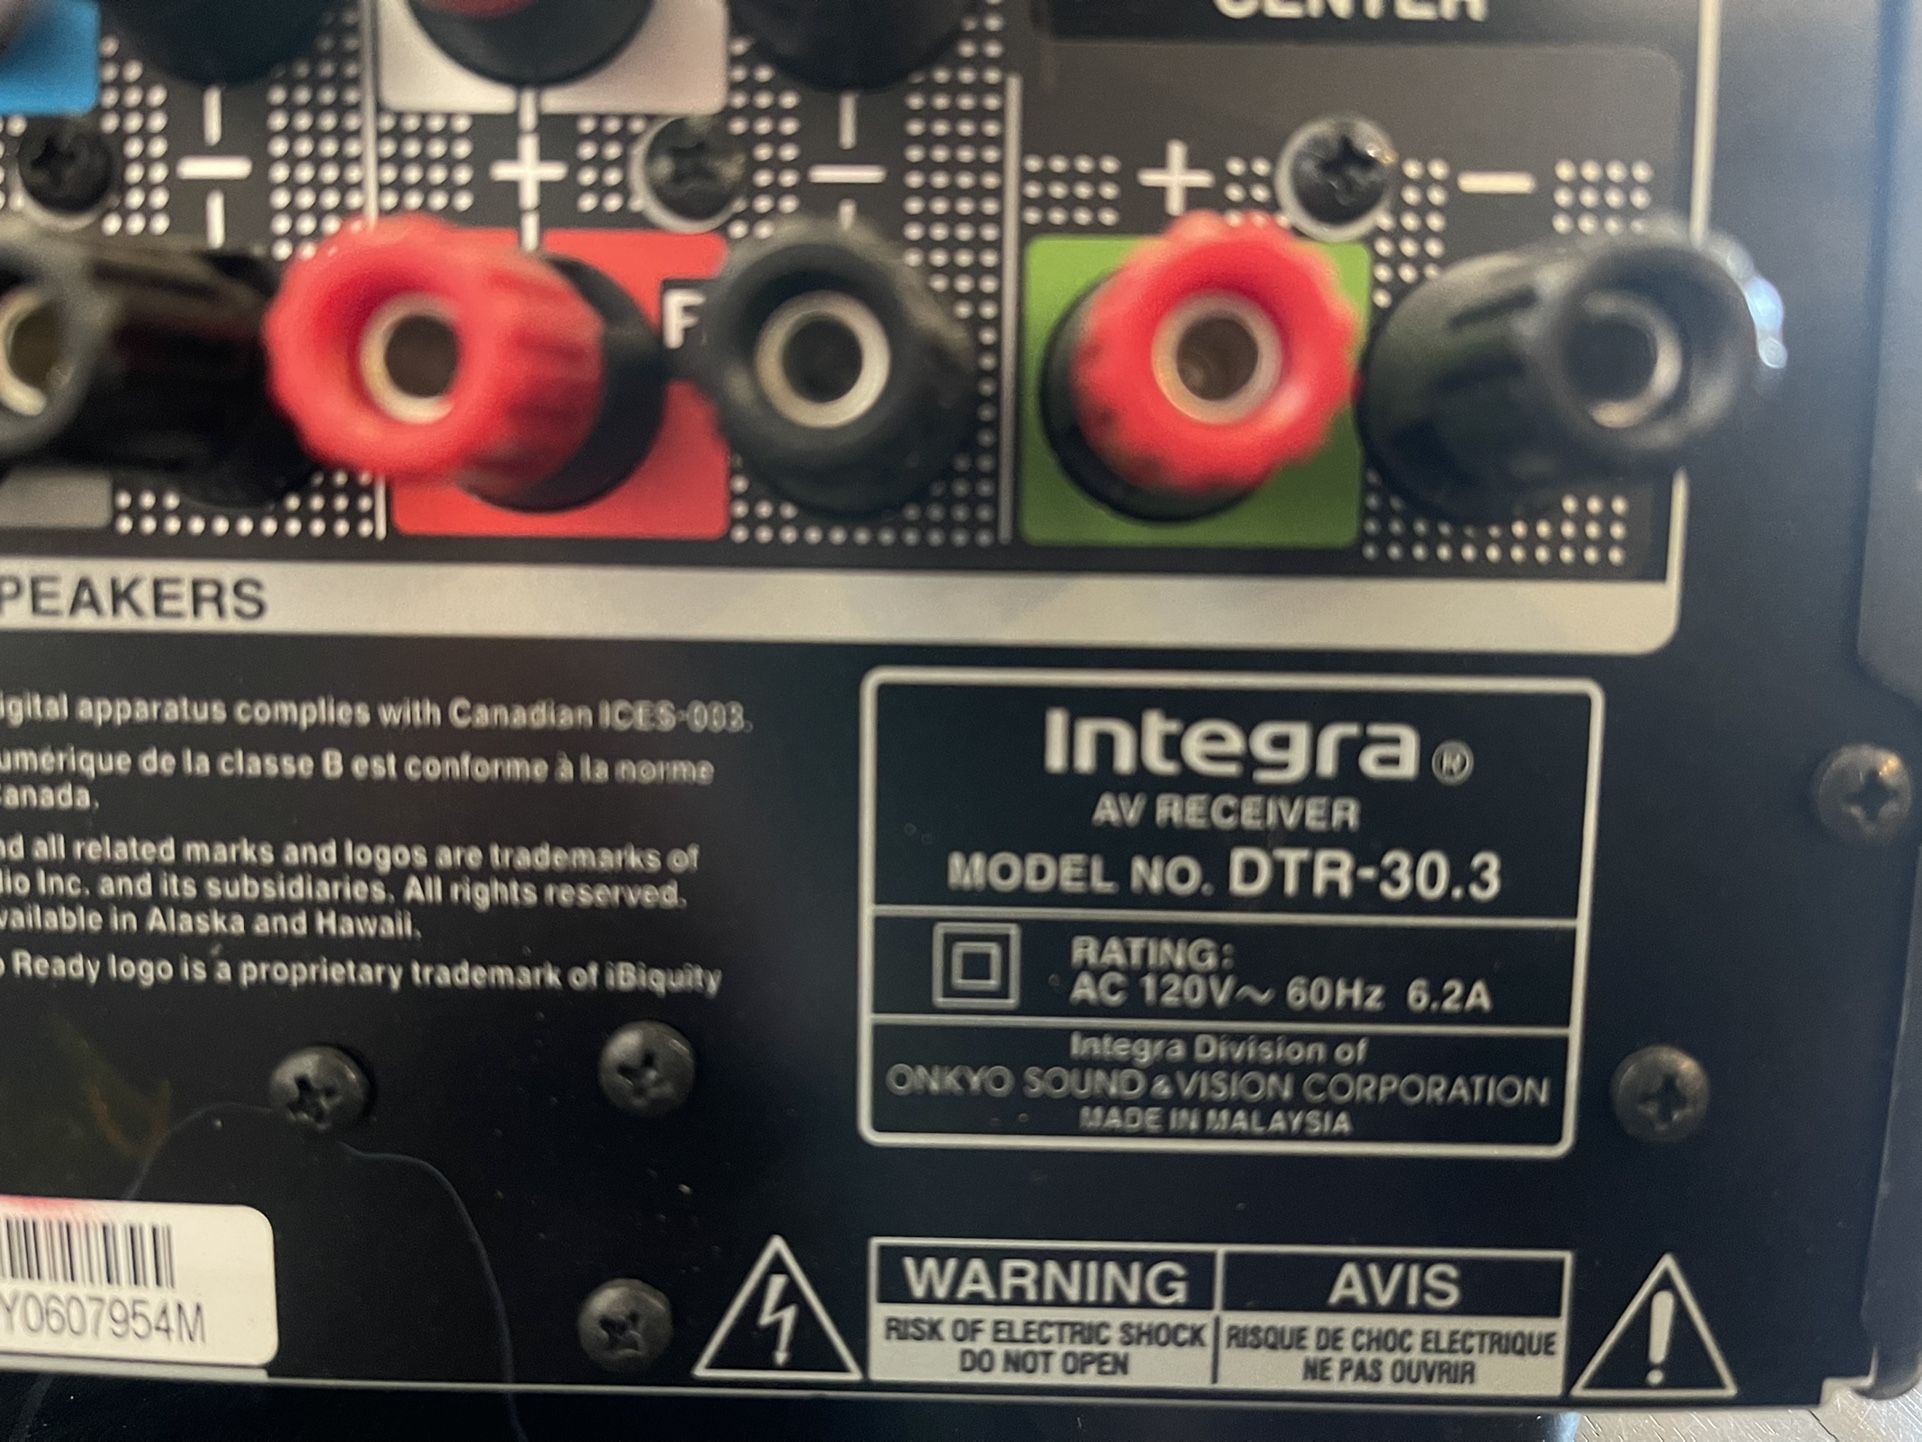 CENTER
F
PEAKERS
igital apparatus complies with Canadian ICES-003.
umérique de la classe B est conforme à la norme
Canada.
nd all related marks and logos are trademarks of
dio Inc. and its subsidiaries. All rights reserved.
vailable in Alaska and Hawaii.
o Ready logo is a proprietary trademark of iBiquity
Integra®
AV RECEIVER
MODEL NO. DTR-30.3
RATING:
AC 120V~ 60Hz 6.2A
Integra Division of
ONKYO SOUND & VISION CORPORATION
MADE IN MALAYSIA
Y0607954M
WARNING
RISK OF ELECTRIC SHOCK
DO NOT OPEN
AVIS
RISQUE DE CHOC ELECTRIQUE
NE PAS OUVRIR